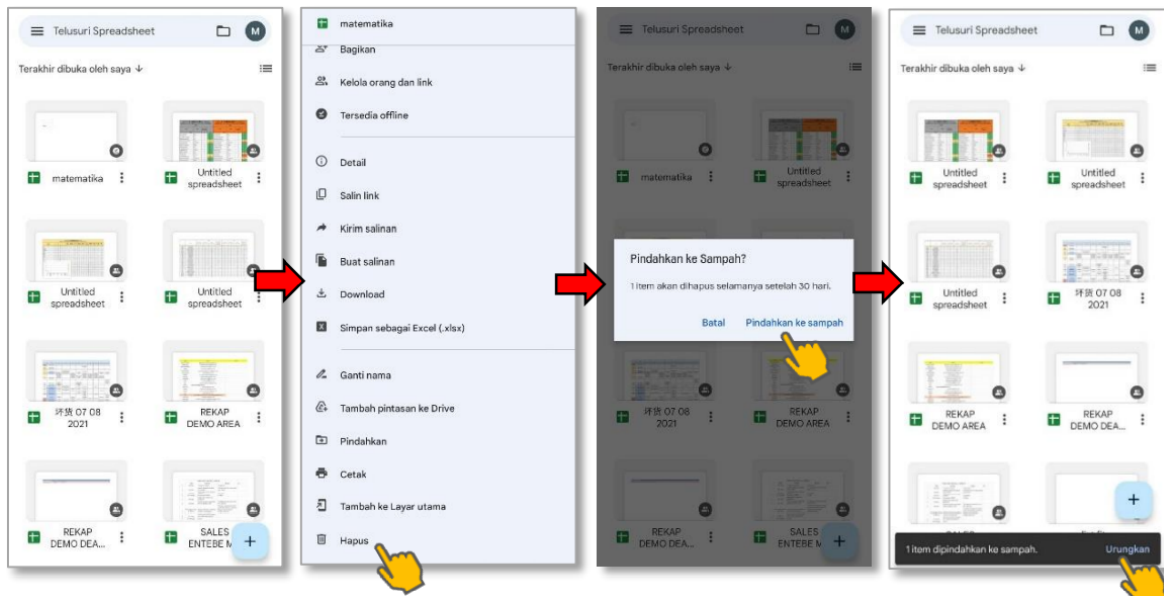 Telusuri Spreadsheet
M
Terakhir dibuka oleh saya ↓
matematika
Untitled
spreadsheet
Untitled
spreadsheet
Untitled
spreadsheet
坏货 07 08
2021
REKAP
DEMO AREA
REKAP
DEMO DEA...
SALES
ENTEBE M
+
matematika
Bagikan
Kelola orang dan link
Tersedia offline
Detail
Salin link
Kirim salinan
Buat salinan
Download
Simpan sebagai Excel (.xlsx)
Ganti nama
Tambah pintasan ke Drive
Pindahkan
Cetak
Tambah ke Layar utama
Hapus
Telusuri Spreadsheet
M
Terakhir dibuka oleh saya ↓
matematika
Untitled
spreadsheet
Pindahkan ke Sampah?
1 item akan dihapus selamanya setelah 30 hari.
Batal
Pindahkan ke sampah
坏货 07 08
2021
REKAP
DEMO AREA
REKAP
DEMO DEA...
SALES
ENTEBE M
+
Telusuri Spreadsheet
M
Terakhir dibuka oleh saya ↓
Untitled
spreadsheet
Untitled
spreadsheet
Untitled
spreadsheet
坏货 07 08
2021
REKAP
DEMO AREA
REKAP
DEMO DEA...
+
1 item dipindahkan ke sampah.
Urungkan